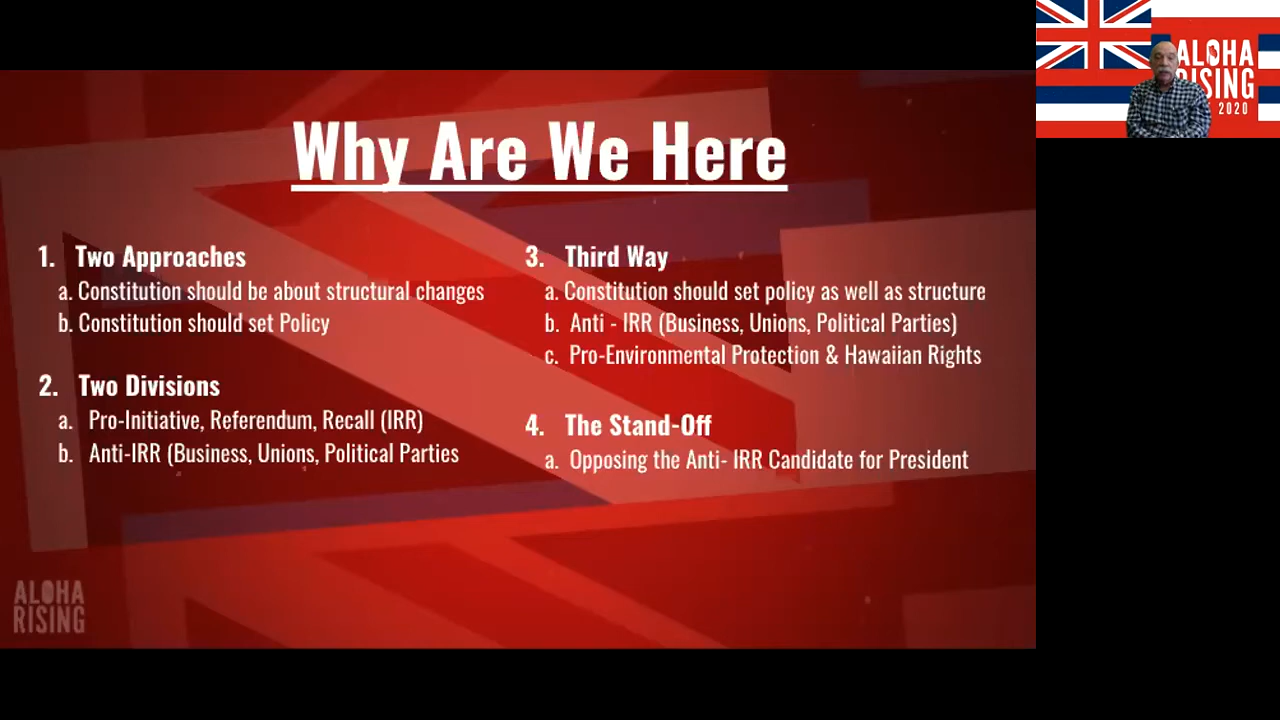 Why Are We Here
1. Two Approaches
a. Constitution should be about structural changes
b. Constitution should set Policy
2. Two Divisions
a. Pro-Initiative, Referendum, Recall (IRR)
b. Anti-IRR (Business, Unions, Political Parties
3. Third Way
a. Constitution should set policy as well as structure
b. Anti - IRR (Business, Unions, Political Parties)
c. Pro-Environmental Protection & Hawaiian Rights
4. The Stand-Off
a. Opposing the Anti- IRR Candidate for President
ALOHA
RISING
ALOHA
RISING
2020